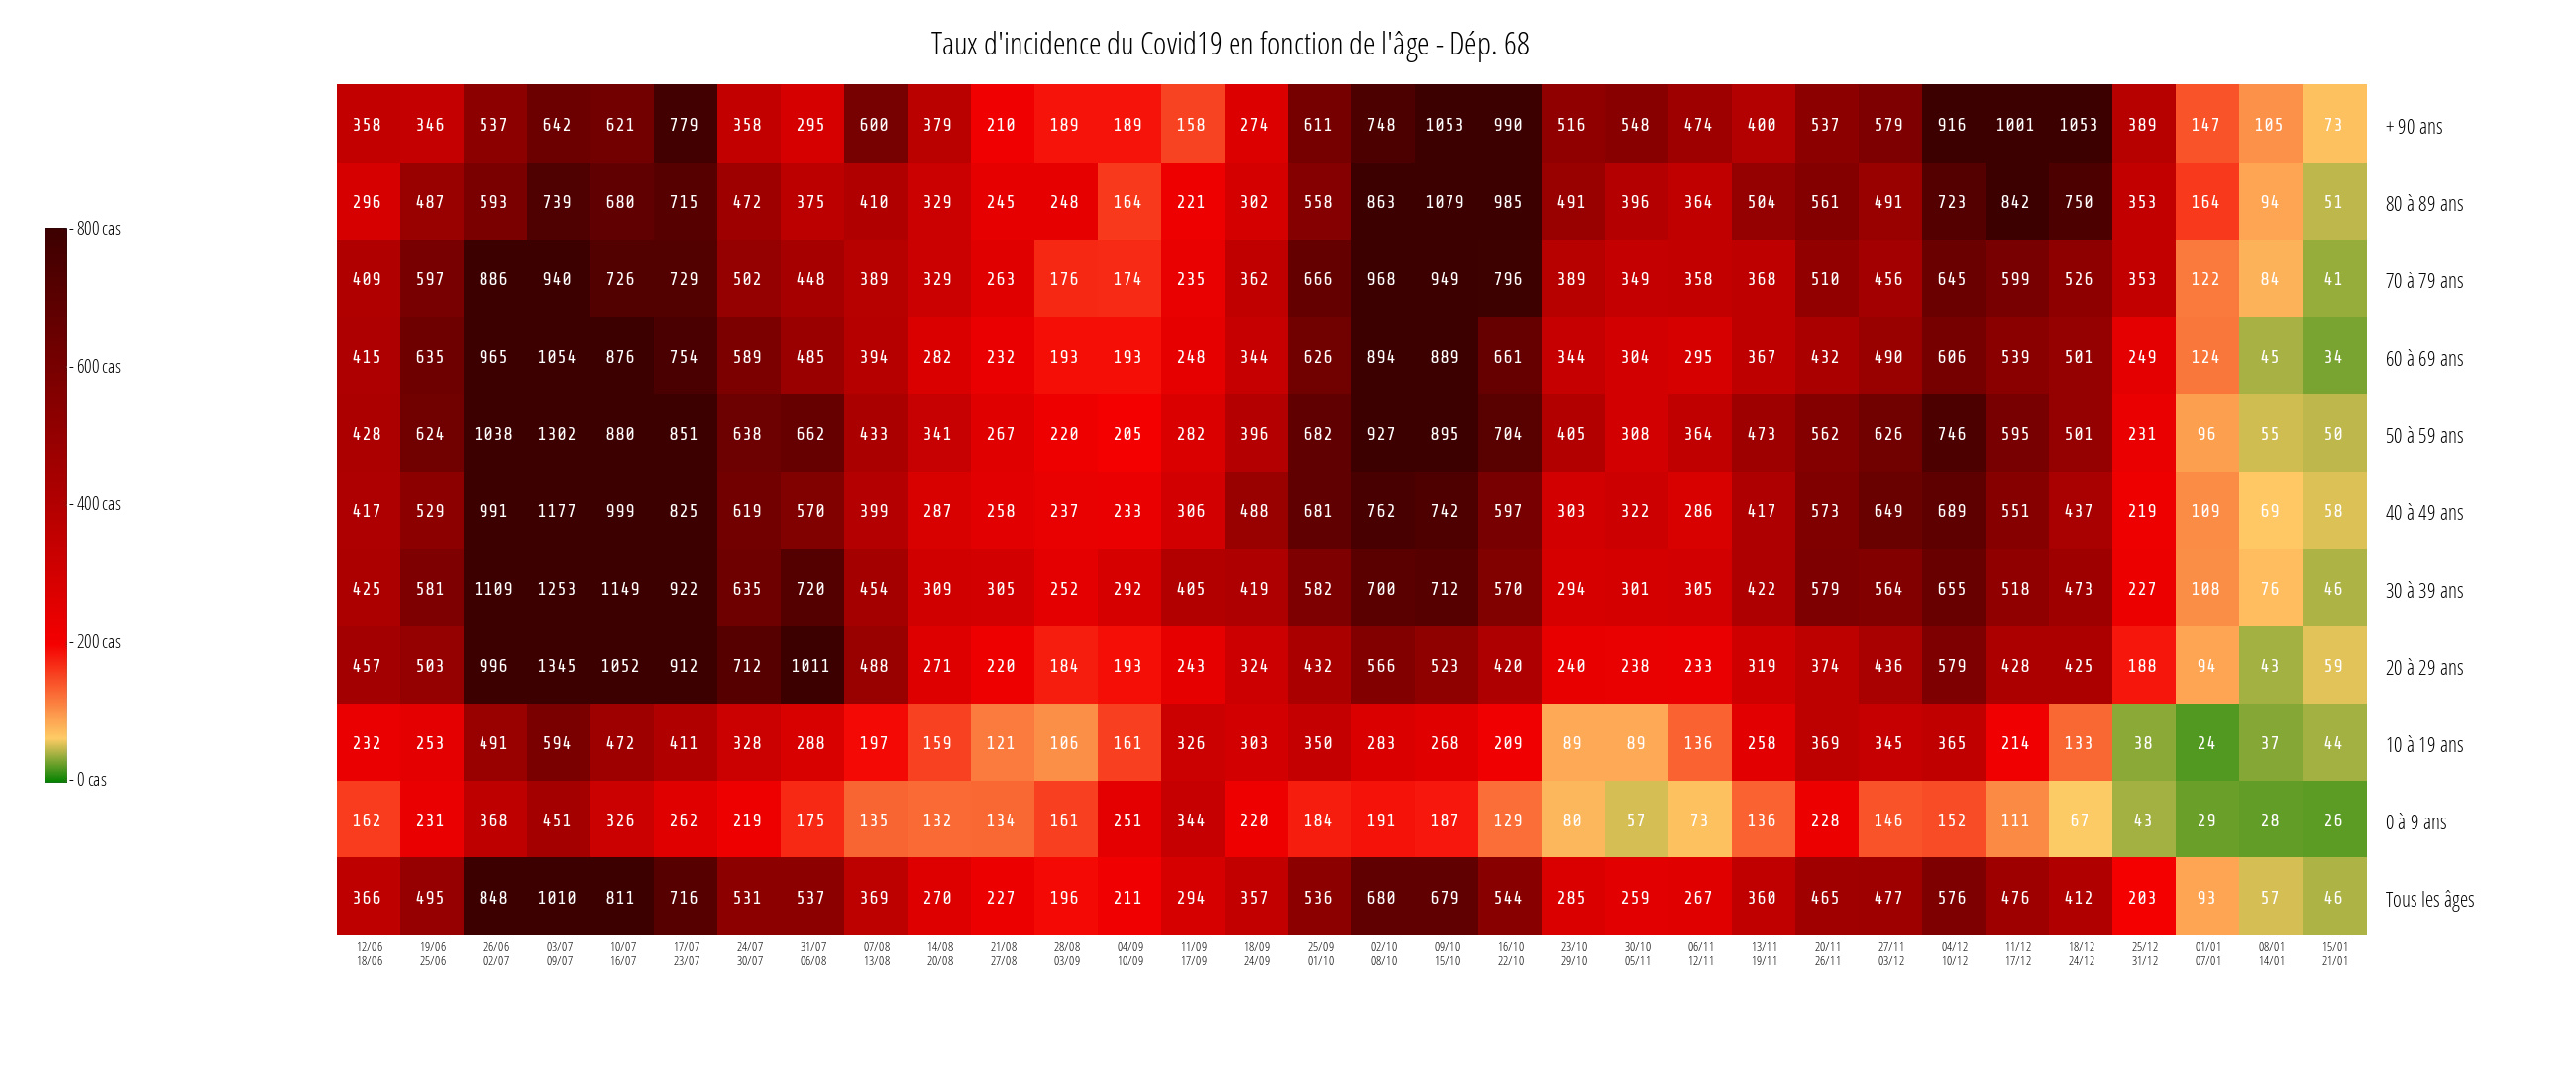 Taux d'incidence du Covid19 en fonction de l'âge - Dép. 68
358 346 537 642 621 779 358 295 600 379 210 189 189 158 274 611 748 1053 990 516 548 474 400 537 579 916 1001 1053 389 147 105 73 + 90 ans
296 487 593 739 680 715 472 375 410 329 245 248 164 221 302 558 863 1079 985 491 396 364 504 561 491 723 842 750 353 164 94 51 80 à 89 ans
409 597 886 940 726 729 502 448 389 329 263 176 174 235 362 666 968 949 796 389 349 358 368 510 456 645 599 526 353 122 84 41 70 à 79 ans
415 635 965 1054 876 754 589 485 394 282 232 193 193 248 344 626 894 889 661 344 304 295 367 432 490 606 539 501 249 124 45 34 60 à 69 ans
428 624 1038 1302 880 851 638 662 433 341 267 220 205 282 396 682 927 895 704 405 308 364 473 562 626 746 595 501 231 96 55 50 50 à 59 ans
417 529 991 1177 999 825 619 570 399 287 258 237 233 306 488 681 762 742 597 303 322 286 417 573 649 689 551 437 219 109 69 58 40 à 49 ans
425 581 1109 1253 1149 922 635 720 454 309 305 252 292 405 419 582 700 712 570 294 301 305 422 579 564 655 518 473 227 108 76 46 30 à 39 ans
457 503 996 1345 1052 912 712 1011 488 271 220 184 193 243 324 432 566 523 420 240 238 233 319 374 436 579 428 425 188 94 43 59 20 à 29 ans
232 253 491 594 472 411 328 288 197 159 121 106 161 326 303 350 283 268 209 89 89 136 258 369 345 365 214 133 38 24 37 44 10 à 19 ans
162 231 368 451 326 262 219 175 135 132 134 161 251 344 220 184 191 187 129 80 57 73 136 228 146 152 111 67 43 29 28 26 0 à 9 ans
366 495 848 1010 811 716 531 537 369 270 227 196 211 294 357 536 680 679 544 285 259 267 360 465 477 576 476 412 203 93 57 46 Tous les âges
12/06 19/06 26/06 03/07 10/07 17/07 24/07 31/07 07/08 14/08 21/08 28/08 04/09 11/09 18/09 25/09 02/10 09/10 16/10 23/10 30/10 06/11 13/11 20/11 27/11 04/12 11/12 18/12 25/12 01/01 08/01 15/01
18/06 25/06 02/07 09/07 16/07 23/07 30/07 06/08 13/08 20/08 27/08 03/09 10/09 17/09 24/09 01/10 08/10 15/10 22/10 29/10 05/11 12/11 19/11 26/11 03/12 10/12 17/12 24/12 31/12 07/01 14/01 21/01
- 800 cas
- 600 cas
- 400 cas
- 200 cas
- 0 cas